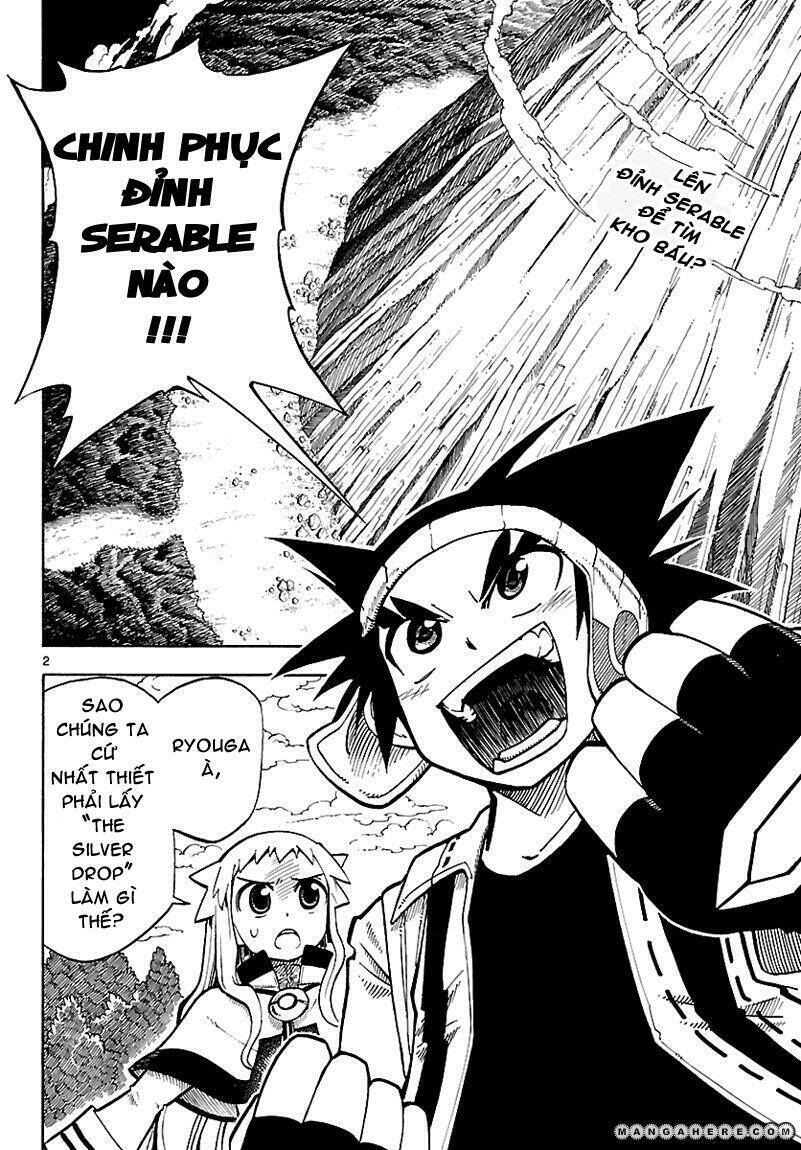 LÊN
ĐỈNH SERABLE
ĐỂ TÌM
KHO BÁU?
CHINH PHỤC
ĐỈNH
SERABLE
NÀO
!!!
2
RYOUGA
À,
SAO
CHÚNG TA
CỨ
NHẤT THIẾT
PHẢI LẤY
"THE
SILVER
DROP"
LÀM GÌ
THẾ?
MANGAHERE.COM